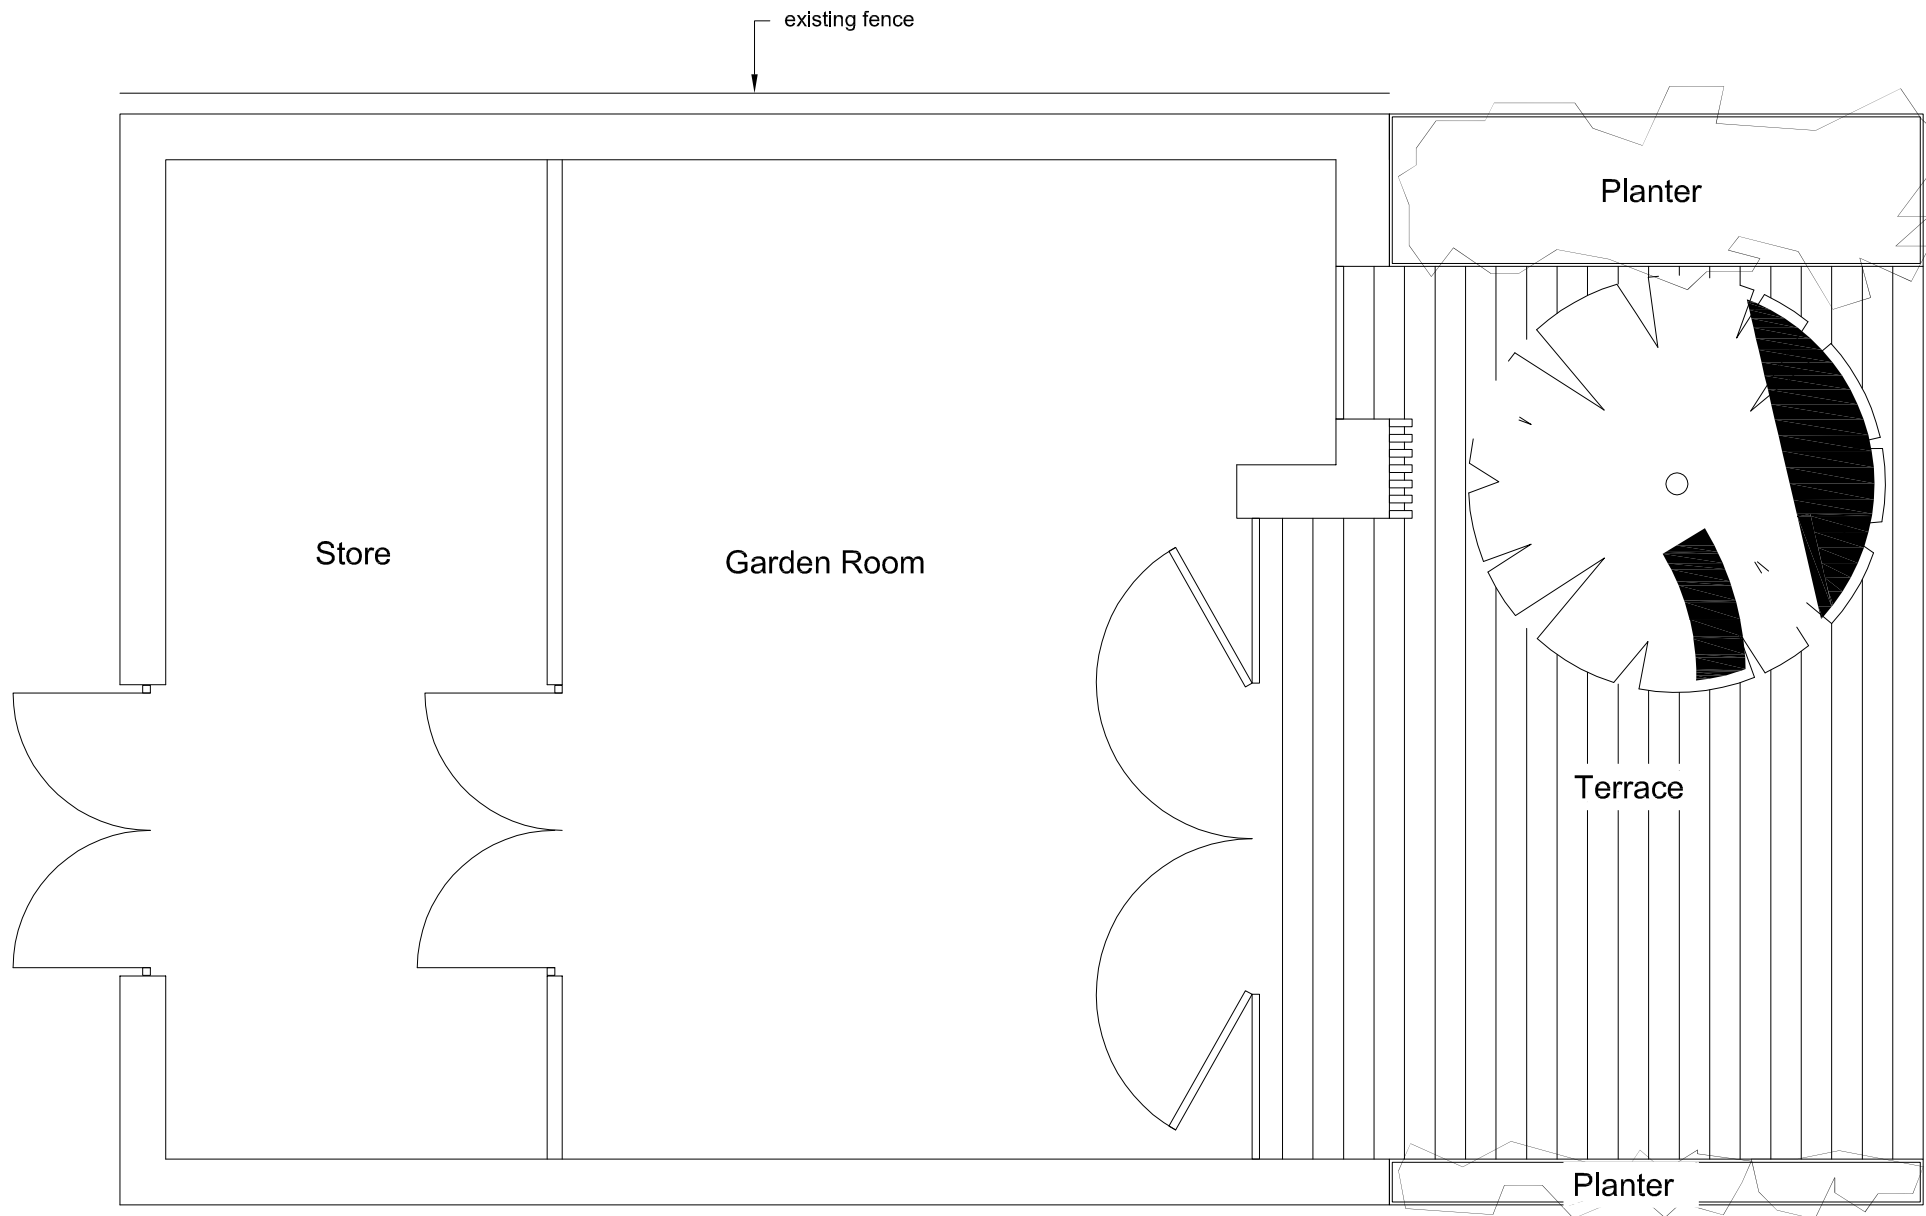 existing fence
Planter
Store
Garden Room
Terrace
Planter